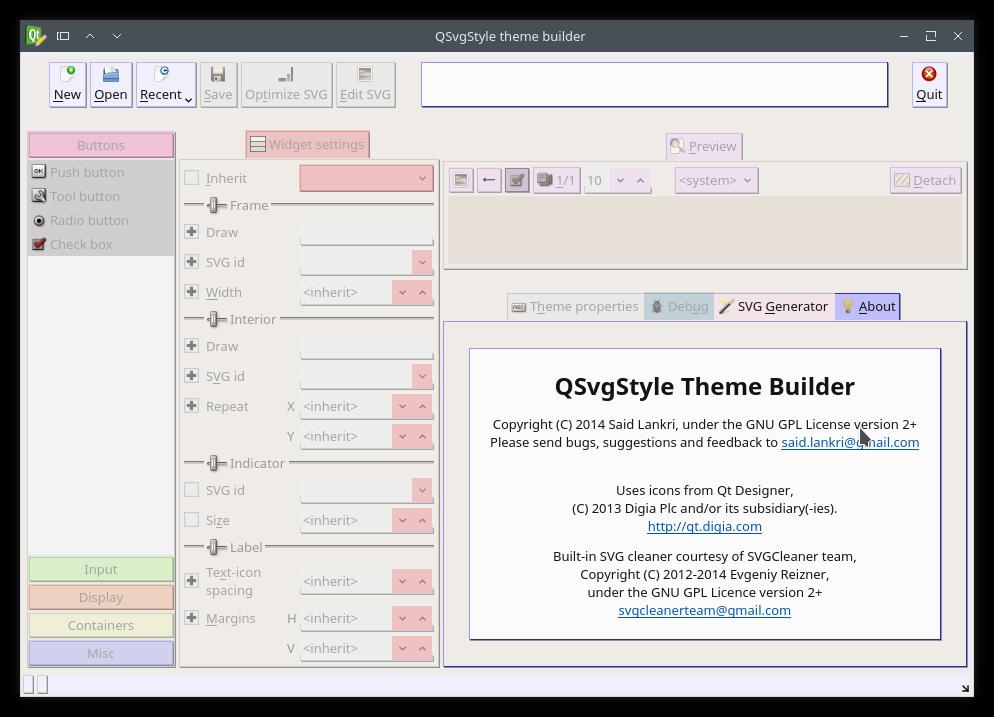 QSvgStyle theme builder
New
Open
Recent
Save
Optimize SVG
Edit SVG
Quit
Buttons
Push button
Tool button
Radio button
Check box
Input
Display
Containers
Misc
Widget settings
Inherit
Frame
Draw
SVG id
Width <inherit>
Interior
Draw
SVG id
Repeat X <inherit>
Y <inherit>
Indicator
SVG id
Size <inherit>
Label
Text-icon
spacing <inherit>
Margins H <inherit>
V <inherit>
Preview
1/1 10 <system> Detach
Theme properties Debug SVG Generator About
QSvgStyle Theme Builder
Copyright (C) 2014 Said Lankri, under the GNU GPL License version 2+
Please send bugs, suggestions and feedback to said.lankri@gmail.com
Uses icons from Qt Designer,
(C) 2013 Digia Plc and/or its subsidiary(-ies).
http://qt.digia.com
Built-in SVG cleaner courtesy of SVGCleaner team,
Copyright (C) 2012-2014 Evgeniy Reizner,
under the GNU GPL Licence version 2+
svgcleanerteam@gmail.com